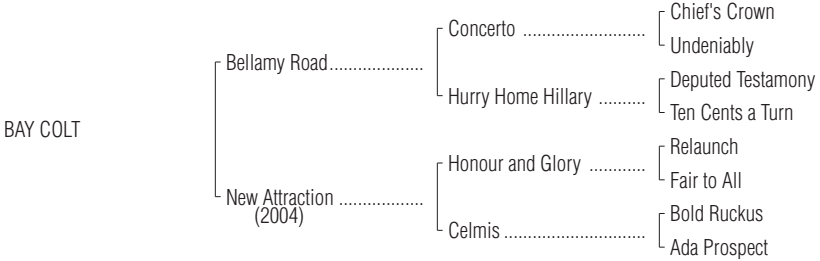 Chief's Crown
Concerto ..........................
Undeniably
Bellamy Road....................
Deputed Testamony
Hurry Home Hillary ..........
Ten Cents a Turn
BAY COLT
Relaunch
Honour and Glory ............
Fair to All
New Attraction ..................
(2004)
Bold Ruckus
Celmis ..............................
Ada Prospect